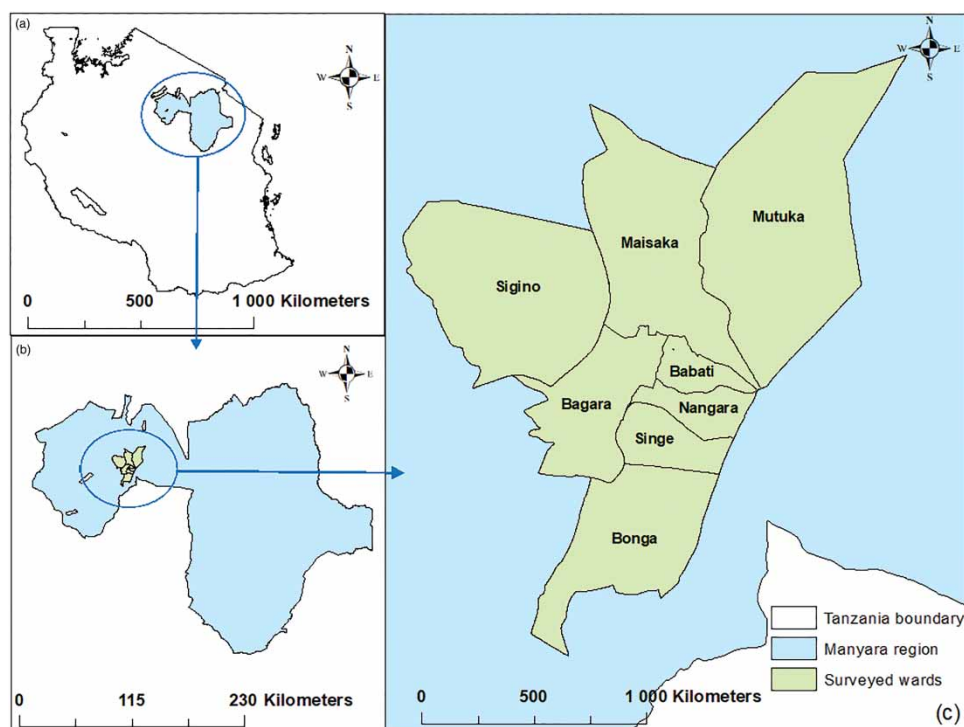 (a)
N
W E
S
0 500 1 000 Kilometers
(b)
N
W E
S
0 115 230 Kilometers
N
W E
S
Mutuka
Maisaka
Sigino
Babati
Bagara
Nangara
Singe
Bonga
Tanzania boundary
Manyara region
Surveyed wards
0 500 1 000 Kilometers
(c)